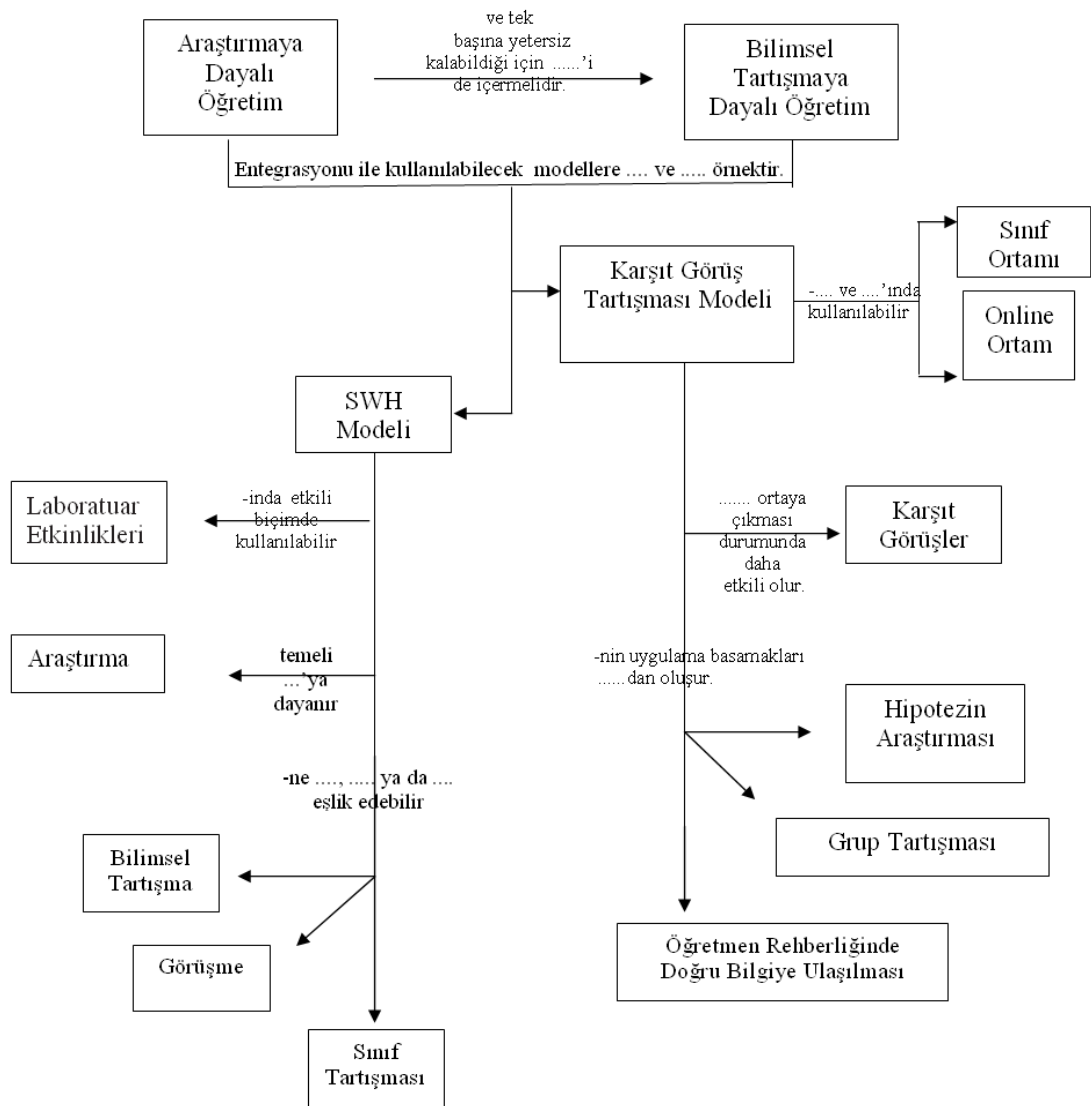 Araştırmaya
Dayalı
Öğretim
ve tek
başına yetersiz
kalabildiği için ......'i
de içermelidir.
Bilimsel
Tartışmaya
Dayalı Öğretim
Entegrasyonu ile kullanılabilecek modellere .... ve ..... örnektir.
Karşıt Görüş
Tartışması Modeli
-.... ve ....'ında
kullanılabilir
Sınıf
Ortamı
Online
Ortam
SWH
Modeli
-inda etkili
biçimde
kullanılabilir
Laboratuar
Etkinlikleri
....... ortaya
çıkması
durumunda
daha
etkili olur.
Karşıt
Görüşler
temeli
...'ya
dayanır
Araştırma
-nin uygulama basamakları
......dan oluşur.
Hipotezin
Araştırması
Grup Tartışması
Öğretmen Rehberliğinde
Doğru Bilgiye Ulaşılması
-ne ...., ..... ya da ....
eşlik edebilir
Bilimsel
Tartışma
Görüşme
Sınıf
Tartışması